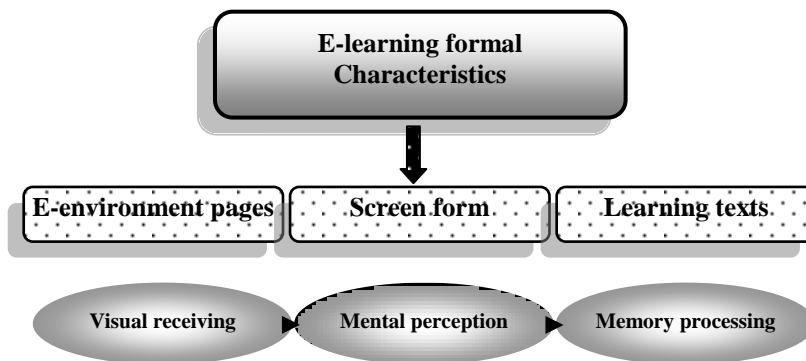 E-learning formal
Characteristics
E-environment pages
Screen form
Learning texts
Visual receiving
Mental perception
Memory processing